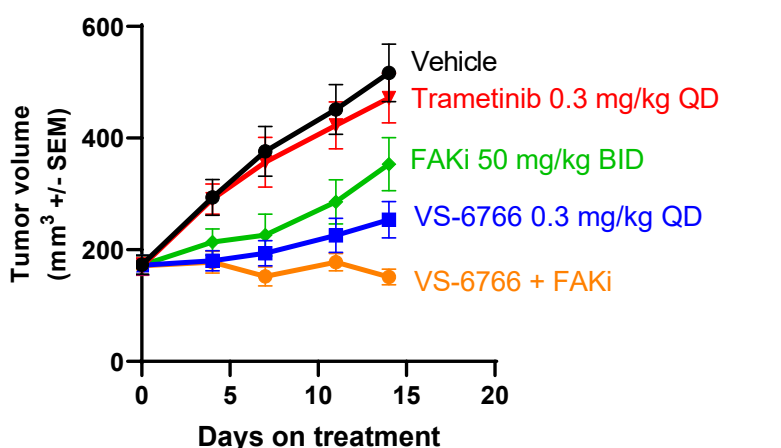 600
400
200
0
Tumor volume
(mm³ +/- SEM)
Vehicle
Trametinib 0.3 mg/kg QD
FAKi 50 mg/kg BID
VS-6766 0.3 mg/kg QD
VS-6766 + FAKi
0 5 10 15 20
Days on treatment